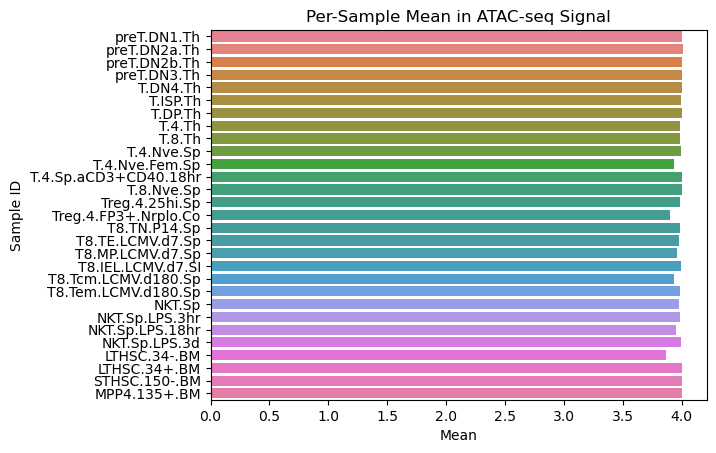 Per-Sample Mean in ATAC-seq Signal
Sample ID
preT.DN1.Th
preT.DN2a.Th
preT.DN2b.Th
preT.DN3.Th
T.DN4.Th
T.ISP.Th
T.DP.Th
T.4.Th
T.8.Th
T.4.Nve.Sp
T.4.Nve.Fem.Sp
T.4.Sp.aCD3+CD40.18hr
T.8.Nve.Sp
Treg.4.25hi.Sp
Treg.4.FP3+.Nrplo.Co
T8.TN.P14.Sp
T8.TE.LCMV.d7.Sp
T8.MP.LCMV.d7.Sp
T8.IEL.LCMV.d7.SI
T8.Tcm.LCMV.d180.Sp
T8.Tem.LCMV.d180.Sp
NKT.Sp
NKT.Sp.LPS.3hr
NKT.Sp.LPS.18hr
NKT.Sp.LPS.3d
LTHSC.34-.BM
LTHSC.34+.BM
STHSC.150-.BM
MPP4.135+.BM
0.0 0.5 1.0 1.5 2.0 2.5 3.0 3.5 4.0
Mean